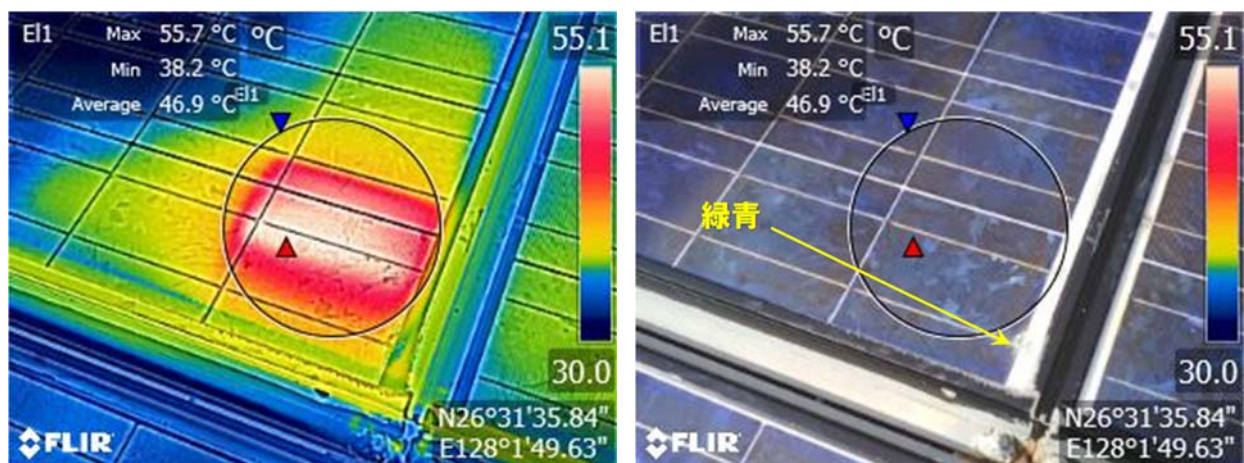 El1 Max 55.7 °C °C 55.1
Min 38.2 °C
Average 46.9 °C El1
30.0
N26°31'35.84"
E128°1'49.63"
FLIR
El1 Max 55.7 °C °C 55.1
Min 38.2 °C
Average 46.9 °C El1
緑青
30.0
N26°31'35.84"
E128°1'49.63"
FLIR